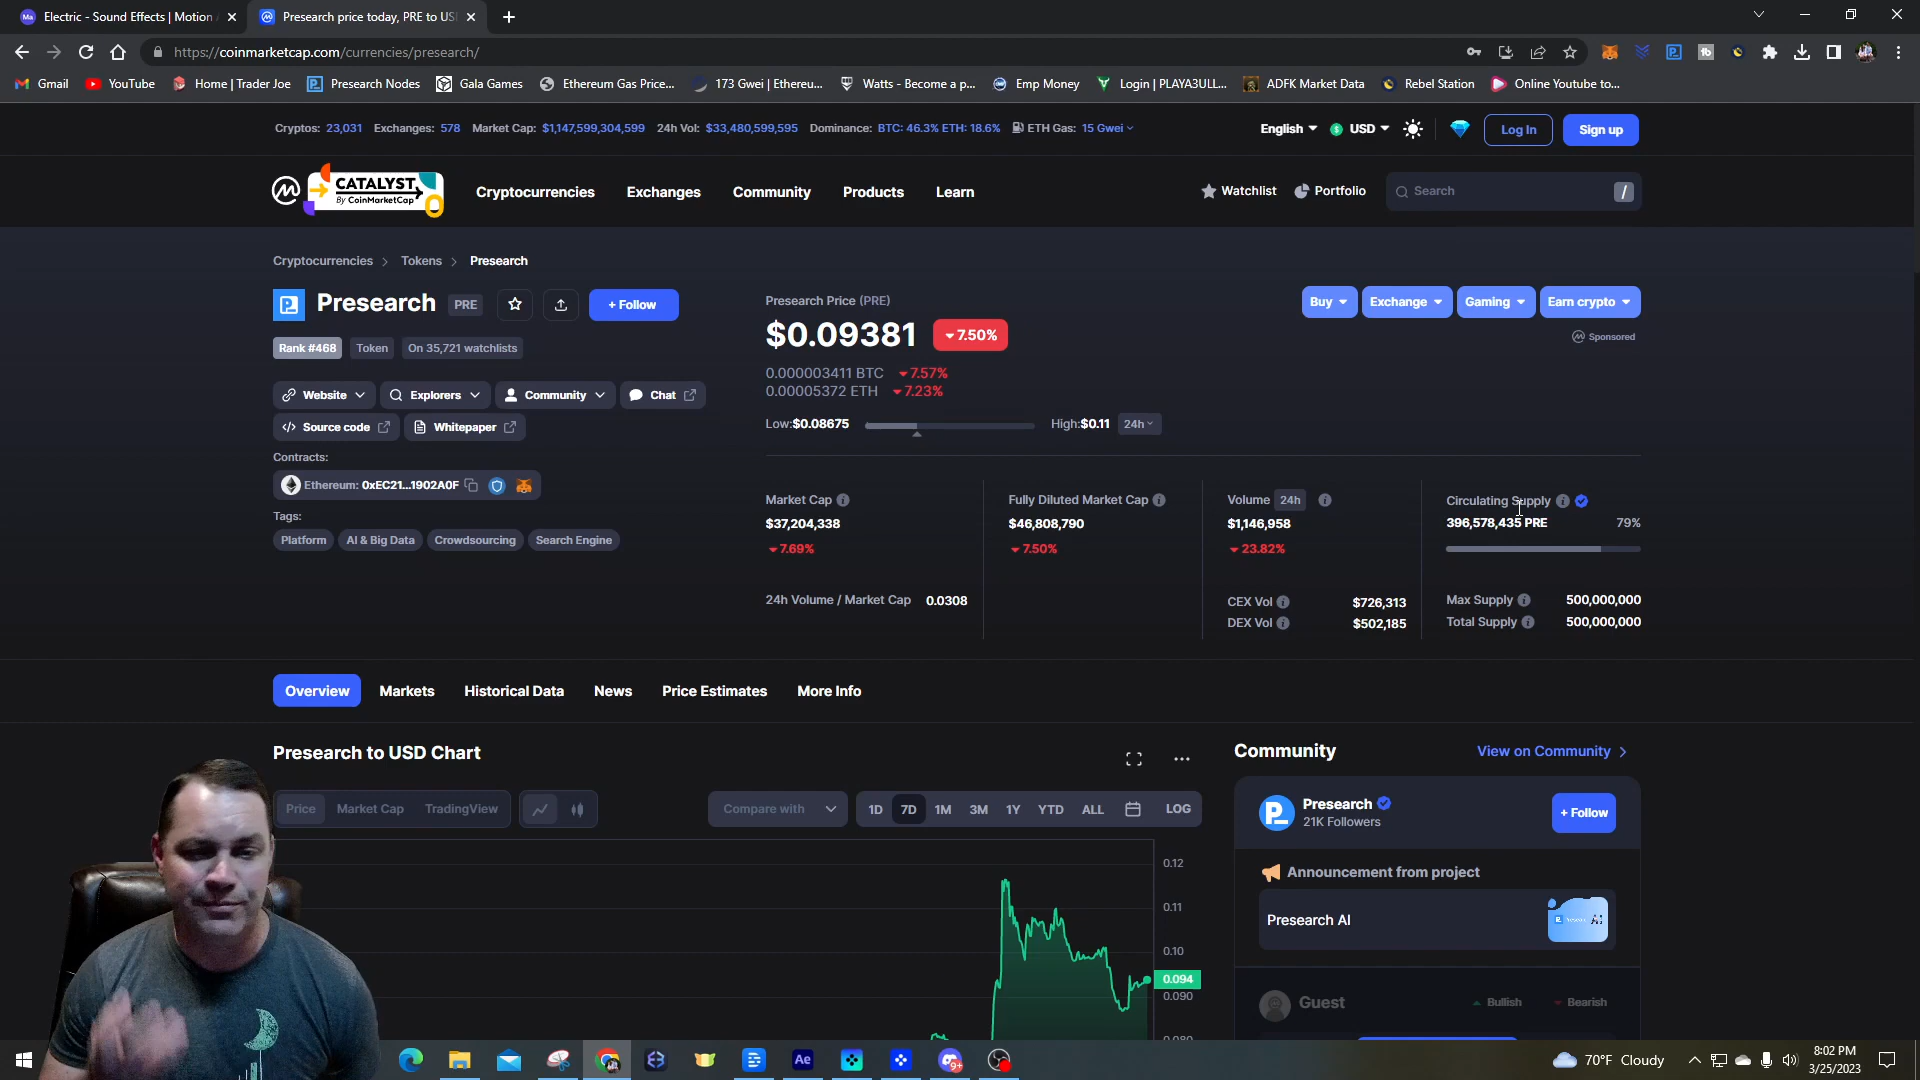 Electric - Sound Effects | Motion
Presearch price today, PRE to US
https://coinmarketcap.com/currencies/presearch/
Gmail YouTube Home | Trader Joe Presearch Nodes Gala Games Ethereum Gas Price... 173 Gwei | Ethereu... Watts - Become a p... Emp Money Login | PLAYA3ULL... ADFK Market Data Rebel Station Online Youtube to...
Cryptos: 23,031 Exchanges: 578 Market Cap: $1,147,599,304,599 24h Vol: $33,480,599,595 Dominance: BTC: 46.3% ETH: 18.6% ETH Gas: 15 Gwei
English USD Log In Sign up
CATALYST
By CoinMarketCap
Cryptocurrencies Exchanges Community Products Learn
Watchlist Portfolio Search /
Cryptocurrencies > Tokens > Presearch
Presearch PRE + Follow
Rank #468 Token On 35,721 watchlists
Website Explorers Community Chat
Source code Whitepaper
Contracts:
Ethereum: 0xEC21...1902A0F
Tags:
Platform AI & Big Data Crowdsourcing Search Engine
Presearch Price (PRE)
$0.09381 7.50%
0.000003411 BTC 7.57%
0.00005372 ETH 7.23%
Low:$0.08675 High:$0.11 24h
Buy Exchange Gaming Earn crypto
Sponsored
Market Cap
$37,204,338
7.69%
24h Volume / Market Cap 0.0308
Fully Diluted Market Cap
$46,808,790
7.50%
Volume 24h
$1,146,958
23.82%
CEX Vol $726,313
DEX Vol $502,185
Circulating Supply
396,578,435 PRE 79%
Max Supply 500,000,000
Total Supply 500,000,000
Overview Markets Historical Data News Price Estimates More Info
Presearch to USD Chart
Price Market Cap TradingView
Compare with
1D 7D 1M 3M 1Y YTD ALL LOG
0.12
0.11
0.10
0.094
0.090
0.080
Community View on Community
Presearch
21K Followers
+ Follow
Announcement from project
Presearch AI
Guest Bullish Bearish
Ae
9+
70°F Cloudy
8:02 PM
3/25/2023